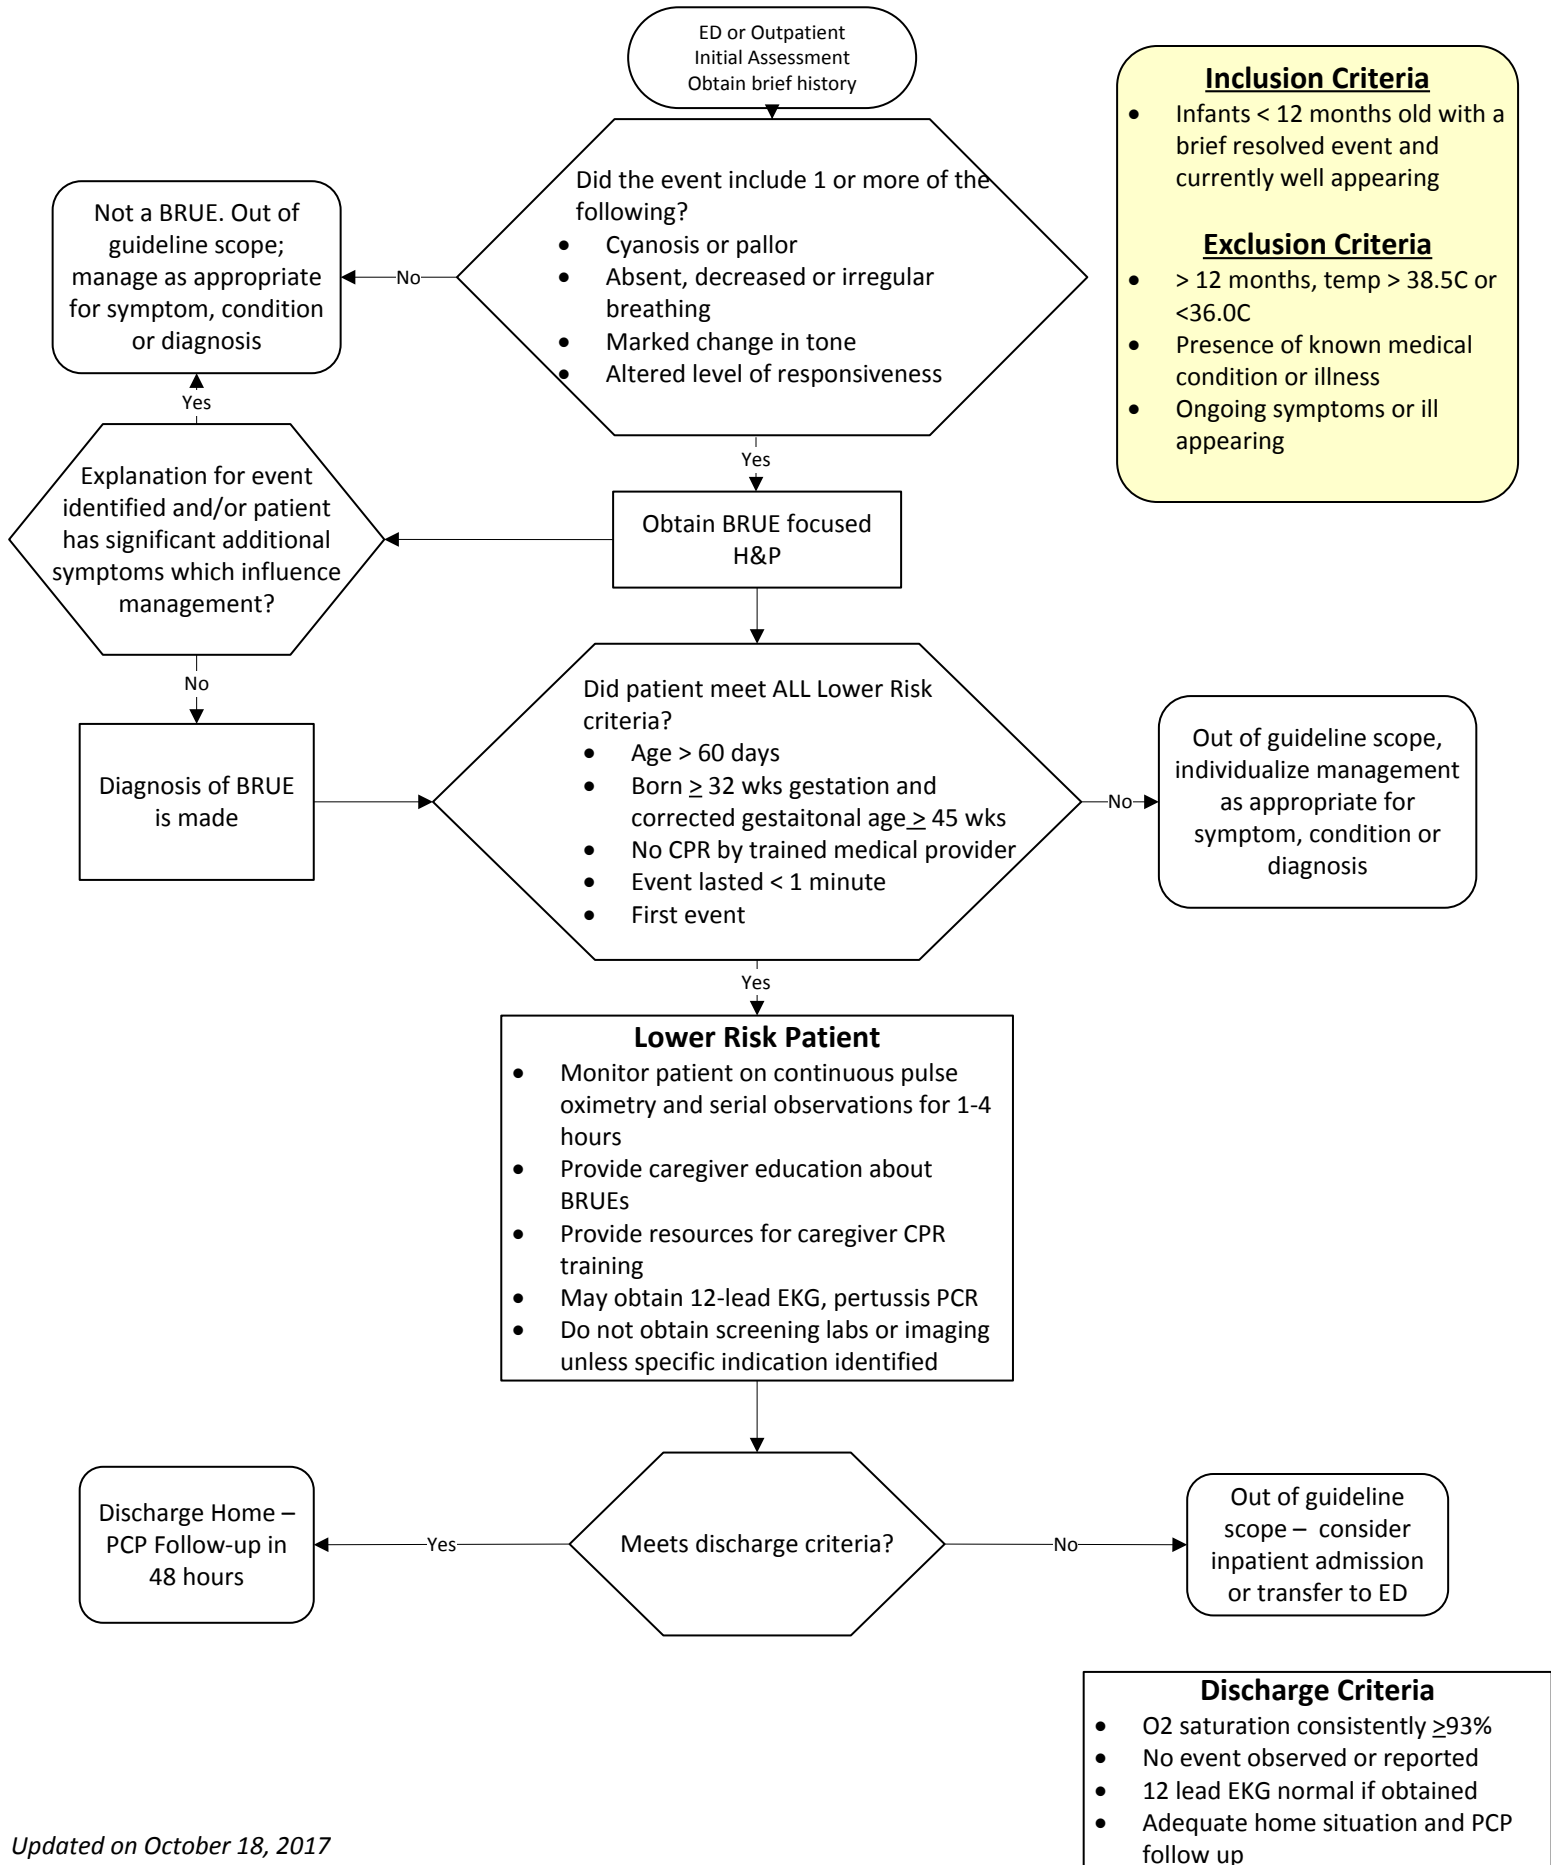 ED or Outpatient
Initial Assessment
Obtain brief history
Inclusion Criteria
• Infants < 12 months old with a
brief resolved event and
currently well appearing
Exclusion Criteria
• > 12 months, temp > 38.5C or
<36.0C
• Presence of known medical
condition or illness
• Ongoing symptoms or ill
appearing
Did the event include 1 or more of the
following?
• Cyanosis or pallor
• Absent, decreased or irregular
breathing
• Marked change in tone
• Altered level of responsiveness
No
Not a BRUE. Out of
guideline scope;
manage as appropriate
for symptom, condition
or diagnosis
Yes
Explanation for event
identified and/or patient
has significant additional
symptoms which influence
management?
Yes
Obtain BRUE focused
H&P
No
Diagnosis of BRUE
is made
Did patient meet ALL Lower Risk
criteria?
• Age > 60 days
• Born ≥ 32 wks gestation and
corrected gestaitonal age ≥ 45 wks
• No CPR by trained medical provider
• Event lasted < 1 minute
• First event
No
Out of guideline scope,
individualize management
as appropriate for
symptom, condition or
diagnosis
Yes
Lower Risk Patient
• Monitor patient on continuous pulse
oximetry and serial observations for 1-4
hours
• Provide caregiver education about
BRUEs
• Provide resources for caregiver CPR
training
• May obtain 12-lead EKG, pertussis PCR
• Do not obtain screening labs or imaging
unless specific indication identified
Meets discharge criteria?
Yes
Discharge Home –
PCP Follow-up in
48 hours
No
Out of guideline
scope – consider
inpatient admission
or transfer to ED
Discharge Criteria
• O2 saturation consistently ≥93%
• No event observed or reported
• 12 lead EKG normal if obtained
• Adequate home situation and PCP
follow up
Updated on October 18, 2017